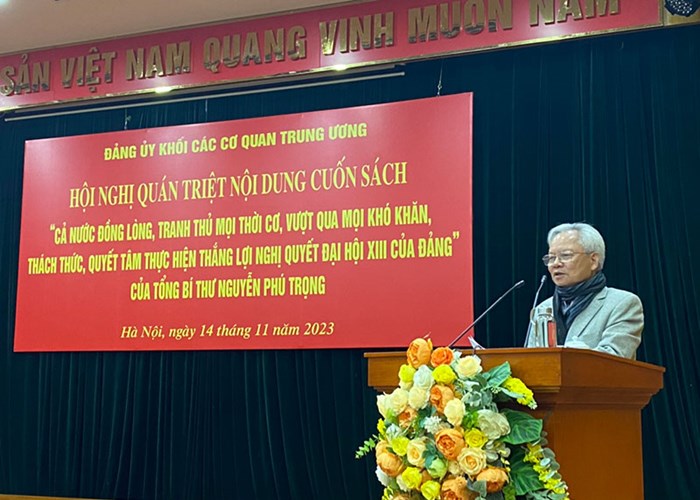 SẢN VIỆT NAM QUANG VINH MUÔN NĂM
ĐẢNG ỦY KHỐI CÁC CƠ QUAN TRUNG ƯƠNG
HỘI NGHỊ QUÁN TRIỆT NỘI DUNG CUỐN SÁCH
"CẢ NƯỚC ĐỒNG LÒNG, TRANH THỦ MỌI THỜI CƠ, VƯỢT QUA MỌI KHÓ KHĂN,
THÁCH THỨC, QUYẾT TÂM THỰC HIỆN THẮNG LỢI NGHỊ QUYẾT ĐẠI HỘI XIII CỦA ĐẢNG"
CỦA TỔNG BÍ THƯ NGUYỄN PHÚ TRỌNG
Hà Nội, ngày 14 tháng 11 năm 2023